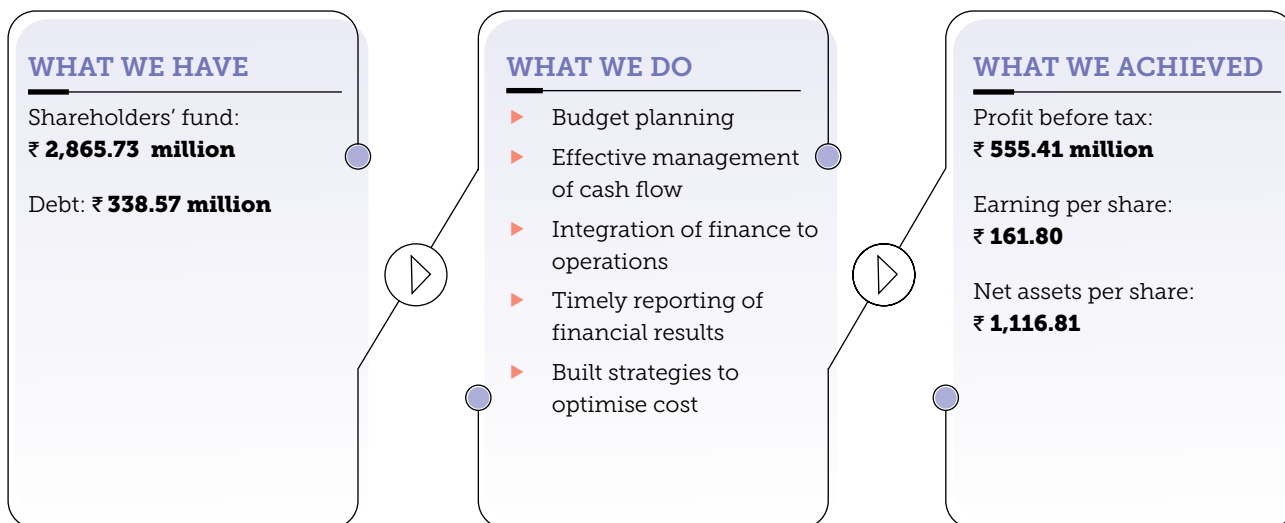 WHAT WE HAVE
Shareholders’ fund:
₹ 2,865.73 million
Debt: ₹ 338.57 million
WHAT WE DO
Budget planning
Effective management
of cash flow
Integration of finance to
operations
Timely reporting of
financial results
Built strategies to
optimise cost
WHAT WE ACHIEVED
Profit before tax:
₹ 555.41 million
Earning per share:
₹ 161.80
Net assets per share:
₹ 1,116.81